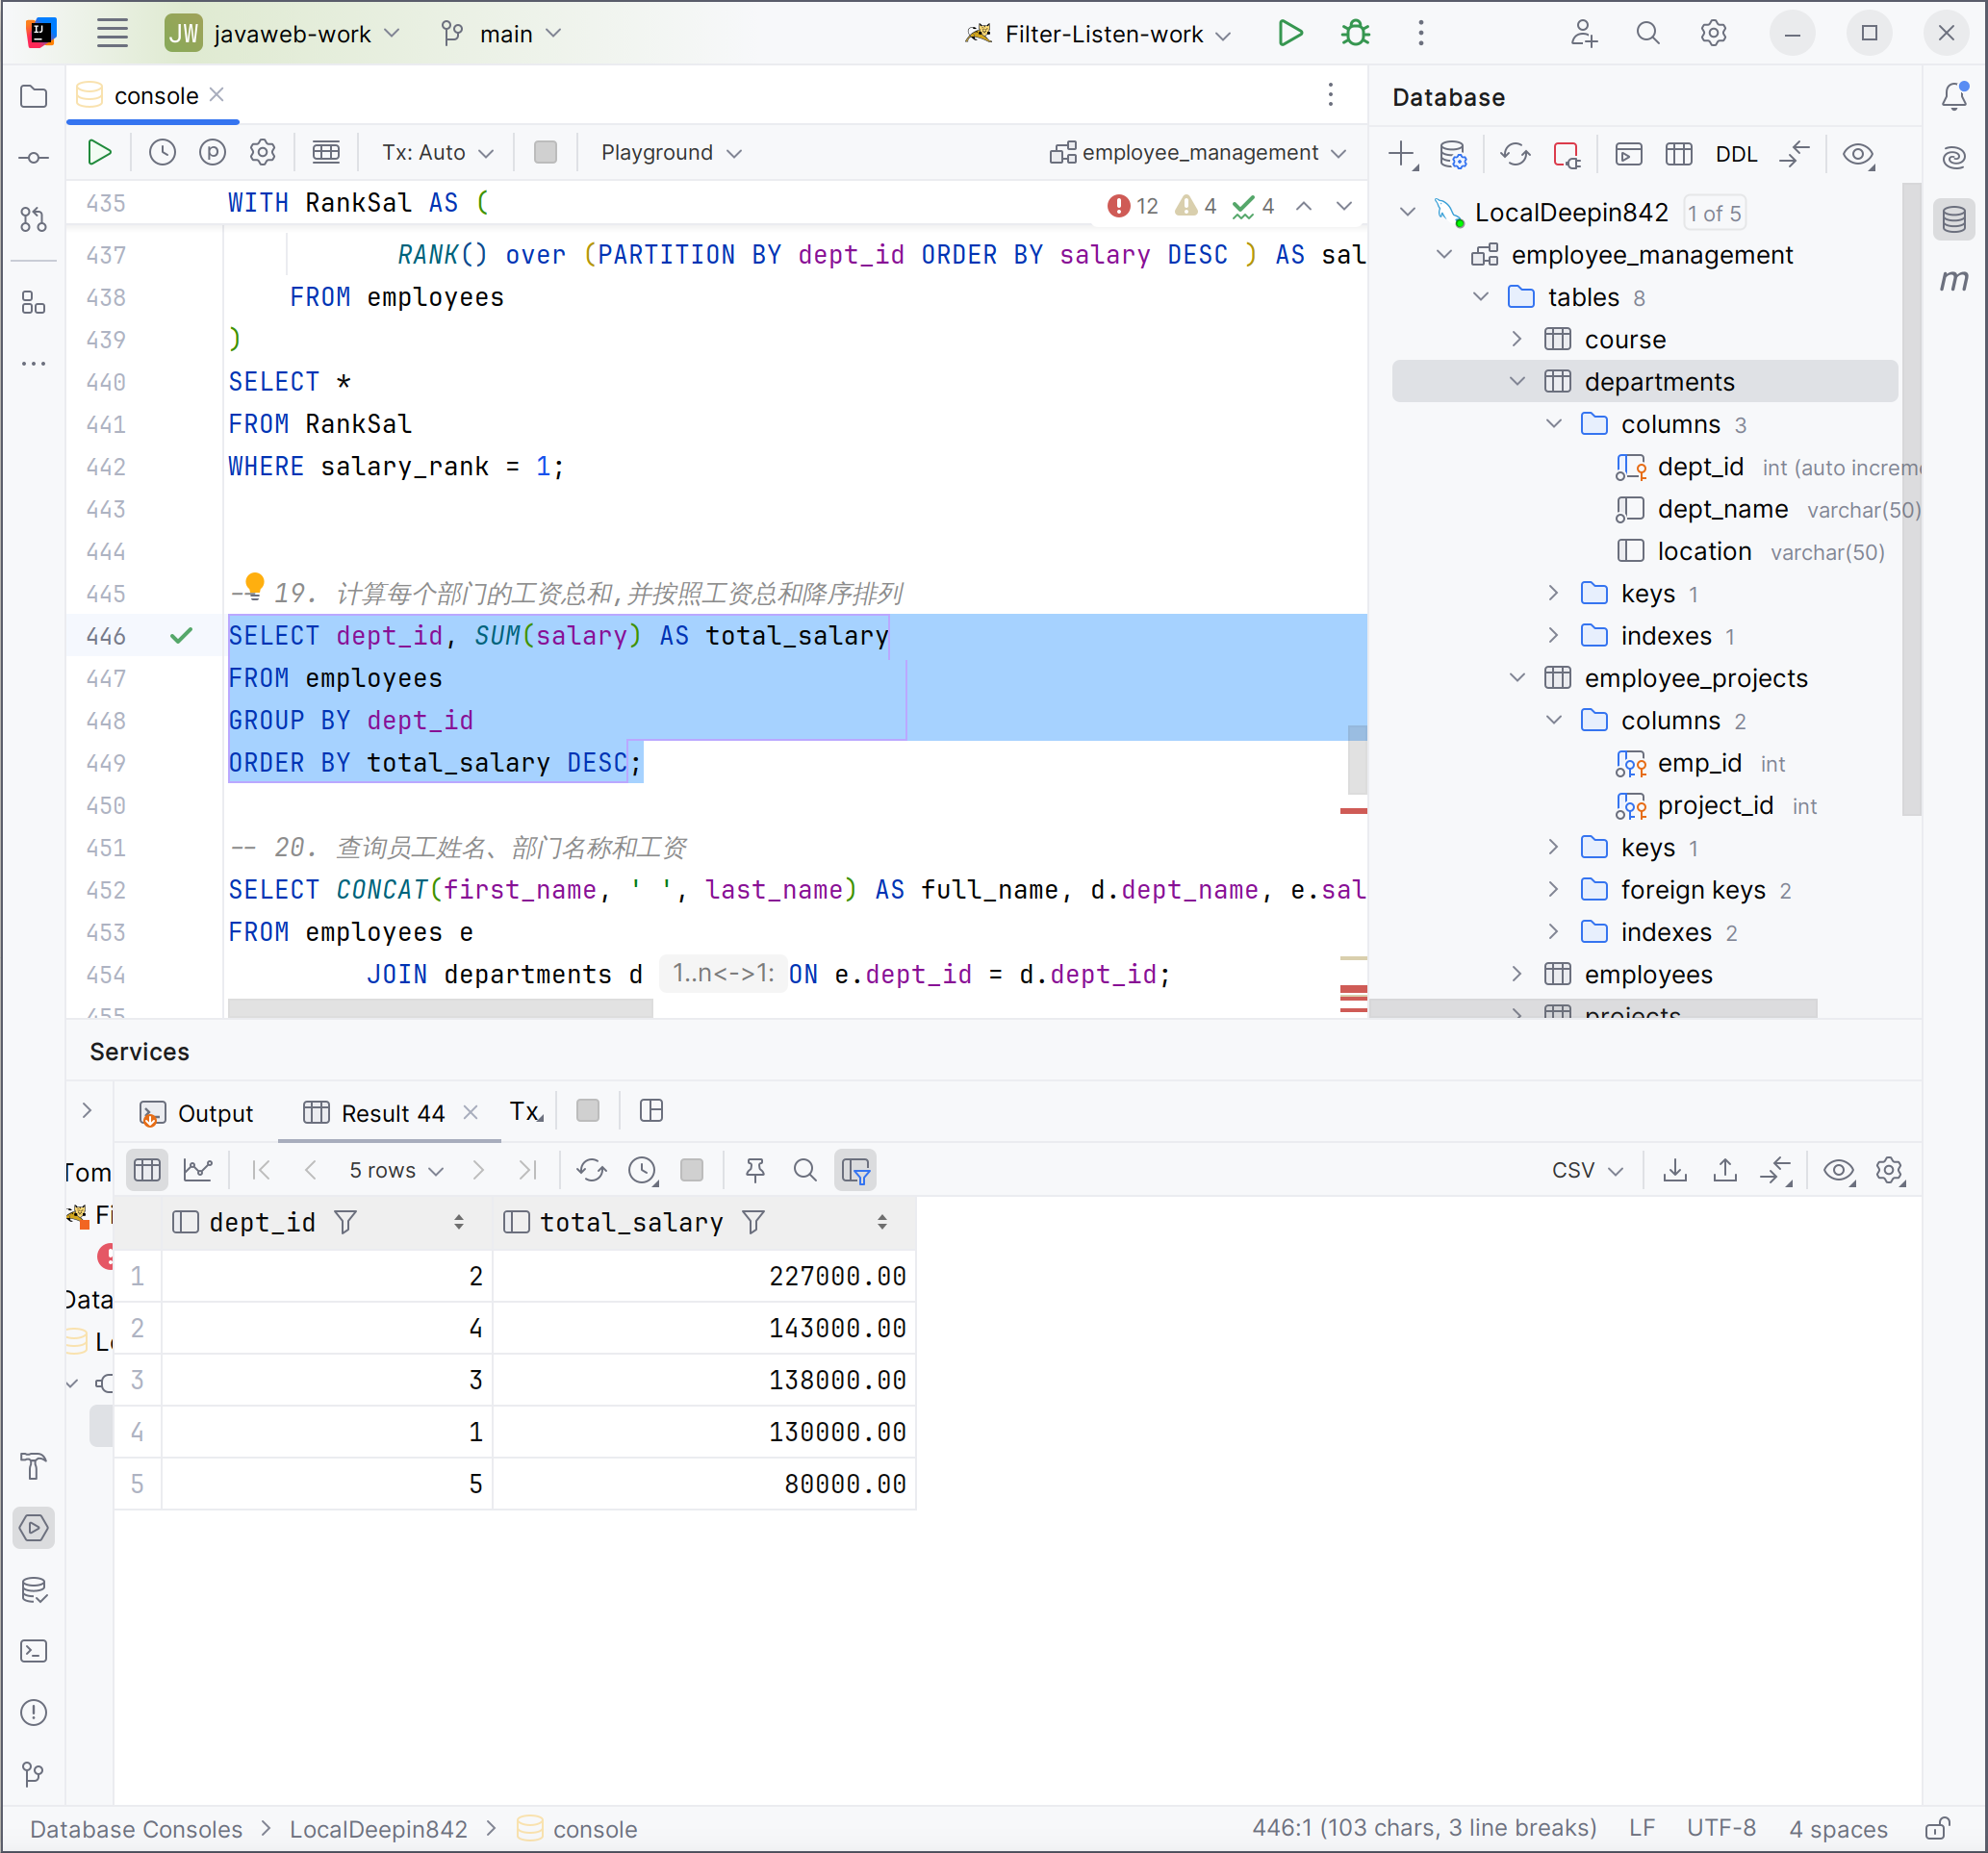 JW javaweb-work main Filter-Listen-work
console
Database
Tx: Auto Playground employee_management
DDL
435 WITH RankSal AS (
12 4 4
437 RANK() over (PARTITION BY dept_id ORDER BY salary DESC ) AS sal
438 FROM employees
439 )
440 SELECT *
441 FROM RankSal
442 WHERE salary_rank = 1;
443
444
445 -- 19. 计算每个部门的工资总和,并按照工资总和降序排列
446 SELECT dept_id, SUM(salary) AS total_salary
447 FROM employees
448 GROUP BY dept_id
449 ORDER BY total_salary DESC;
450
451 -- 20. 查询员工姓名、部门名称和工资
452 SELECT CONCAT(first_name, ' ', last_name) AS full_name, d.dept_name, e.sal
453 FROM employees e
454 JOIN departments d 1..n<->1: ON e.dept_id = d.dept_id;
455
LocalDeepin842 1 of 5
employee_management
tables 8
course
departments
columns 3
dept_id int (auto increme
dept_name varchar(50)
location varchar(50)
keys 1
indexes 1
employee_projects
columns 2
emp_id int
project_id int
keys 1
foreign keys 2
indexes 2
employees
projects
m
Services
Output Result 44 Tx
5 rows CSV
Tom
Fi
Data
Lo
dept_id total_salary
1 2 227000.00
2 4 143000.00
3 3 138000.00
4 1 130000.00
5 5 80000.00
Database Consoles LocalDeepin842 console
446:1 (103 chars, 3 line breaks) LF UTF-8 4 spaces